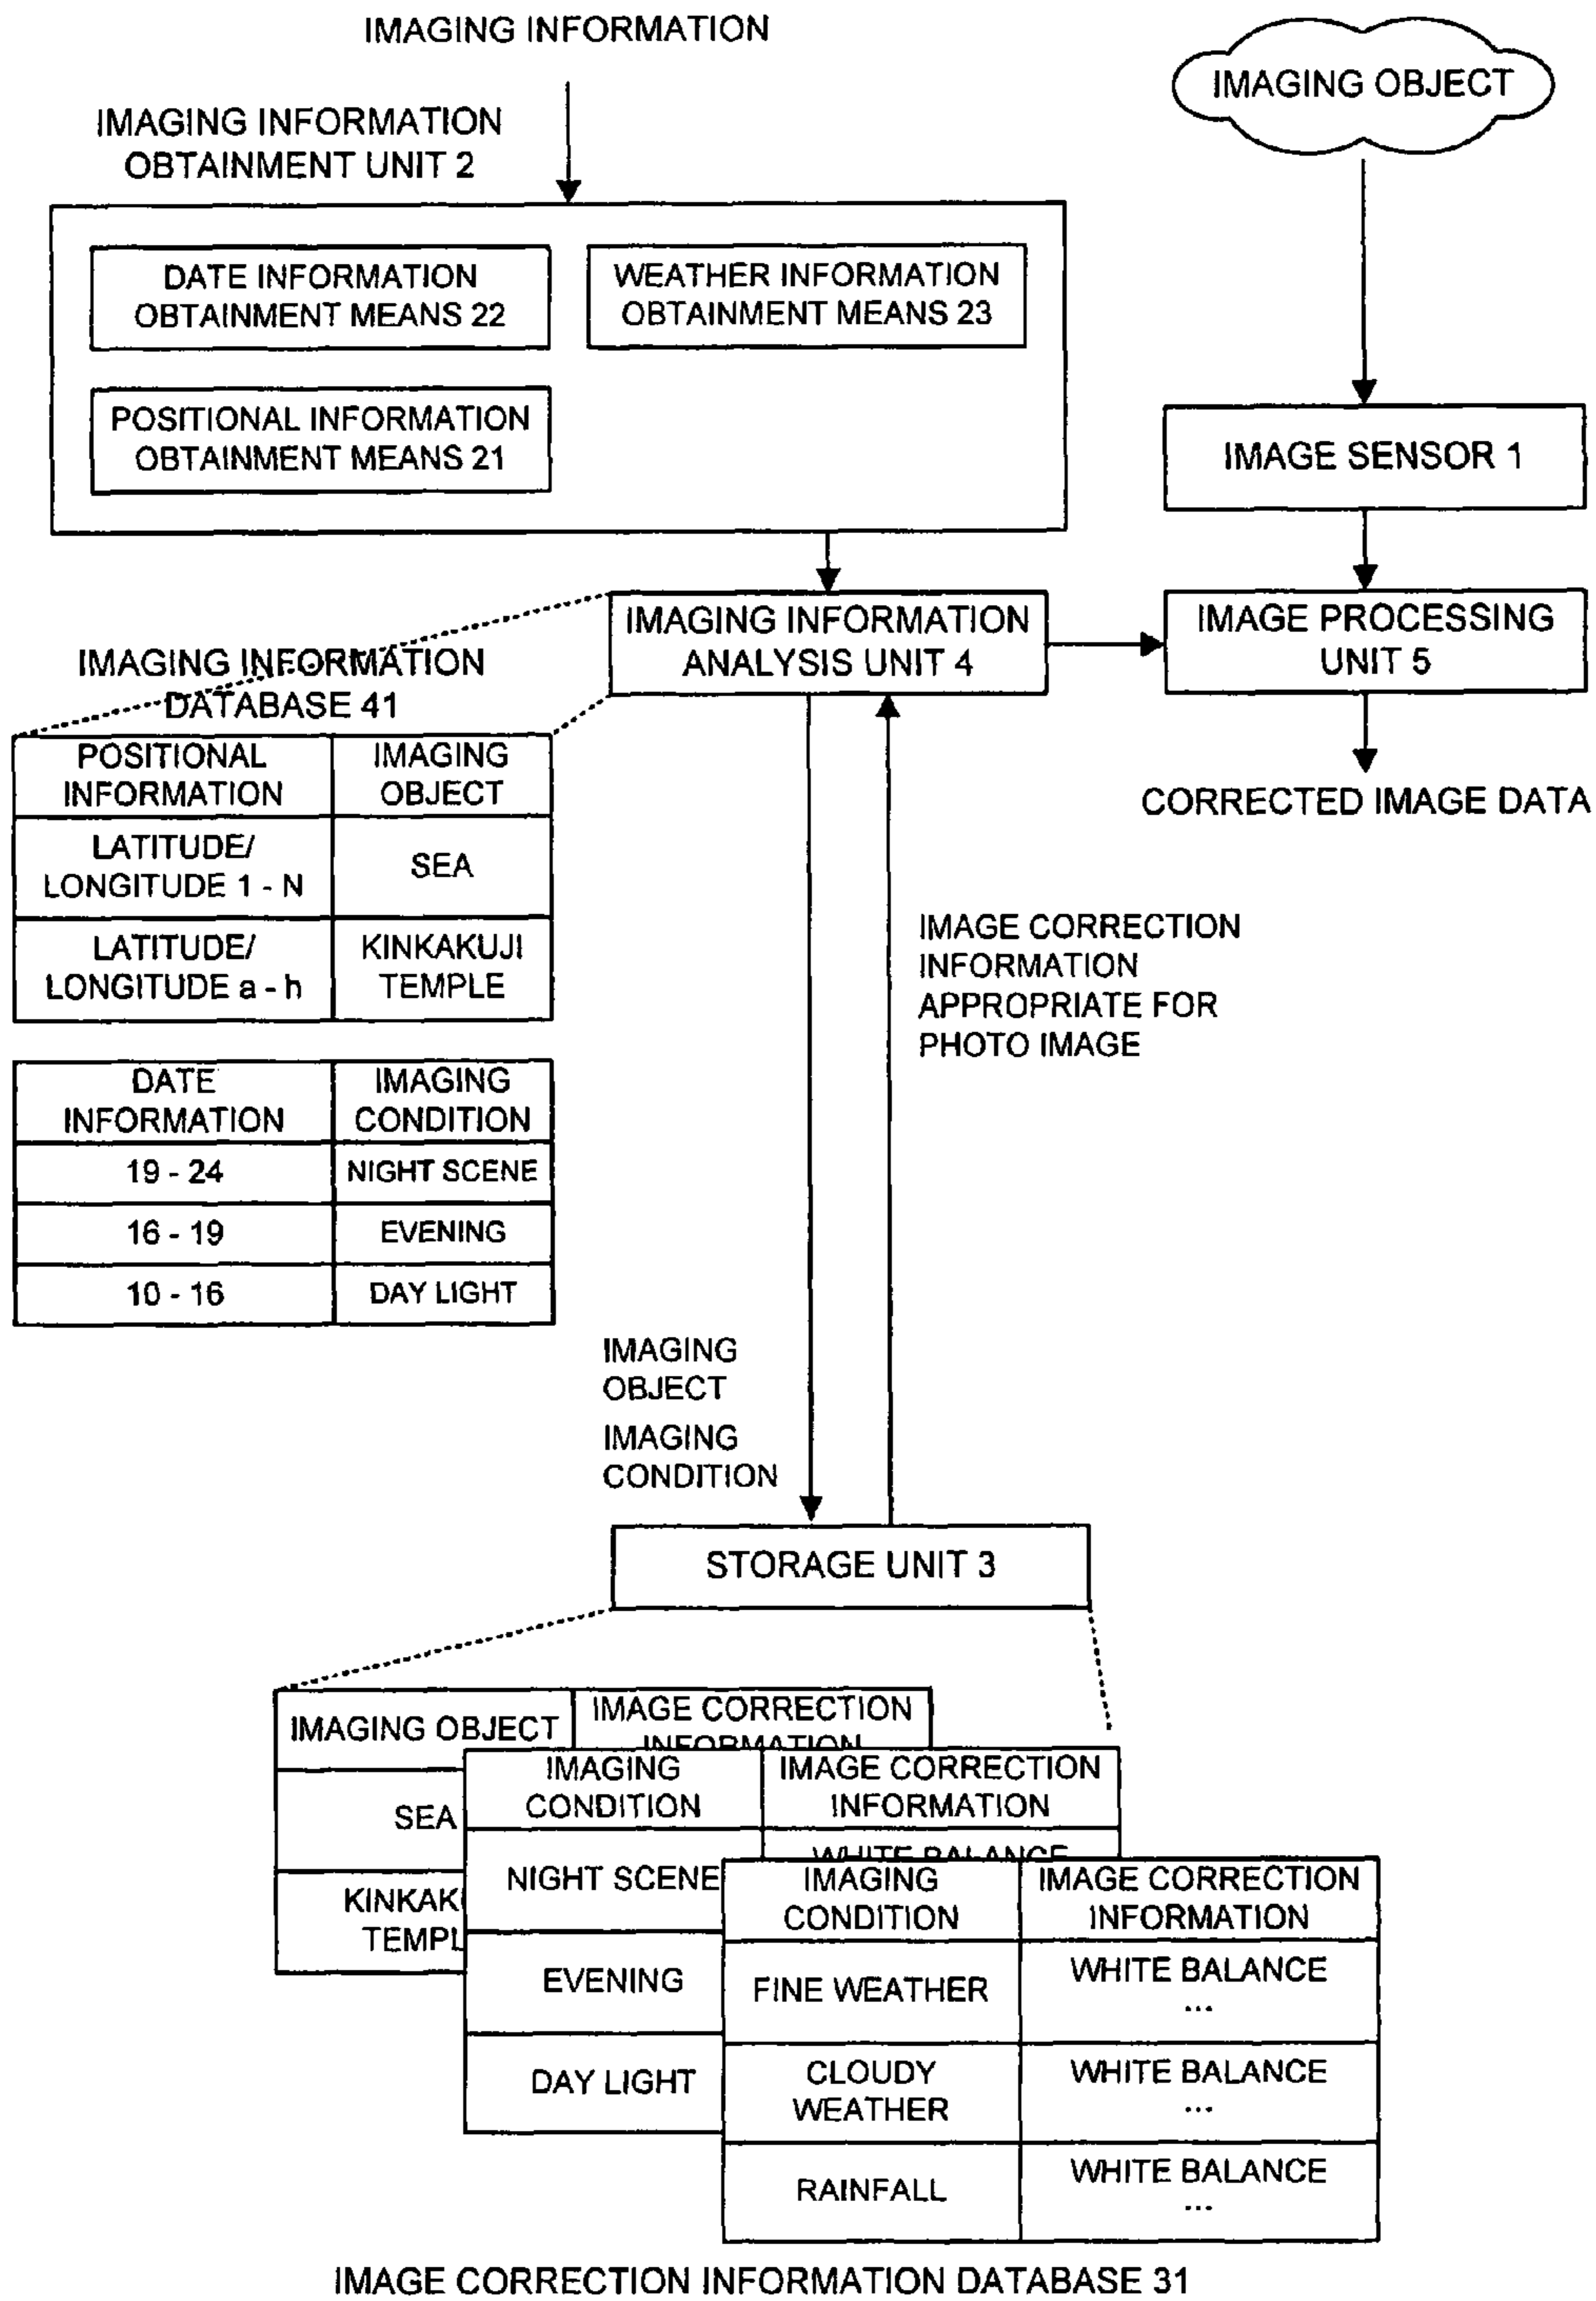 IMAGING INFORMATION
IMAGING OBJECT
IMAGING INFORMATION
OBTAINMENT UNIT 2
DATE INFORMATION
OBTAINMENT MEANS 22
WEATHER INFORMATION
OBTAINMENT MEANS 23
POSITIONAL INFORMATION
OBTAINMENT MEANS 21
IMAGE SENSOR 1
IMAGING INFORMATION
ANALYSIS UNIT 4
IMAGE PROCESSING
UNIT 5
CORRECTED IMAGE DATA
IMAGING INFORMATION
DATABASE 41
POSITIONAL
INFORMATION
IMAGING
OBJECT
LATITUDE/
LONGITUDE 1 - N
SEA
LATITUDE/
LONGITUDE a - h
KINKAKUJI
TEMPLE
DATE
INFORMATION
IMAGING
CONDITION
19 - 24
NIGHT SCENE
16 - 19
EVENING
10 - 16
DAY LIGHT
IMAGE CORRECTION
INFORMATION
APPROPRIATE FOR
PHOTO IMAGE
IMAGING
OBJECT
IMAGING
CONDITION
STORAGE UNIT 3
IMAGING OBJECT
IMAGE CORRECTION
INFORMATION
SEA
KINKAK
TEMPL
IMAGING
CONDITION
IMAGE CORRECTION
INFORMATION
NIGHT SCENE
WHITE BALANCE
EVENING
DAY LIGHT
IMAGING
CONDITION
IMAGE CORRECTION
INFORMATION
FINE WEATHER
WHITE BALANCE
...
CLOUDY
WEATHER
WHITE BALANCE
...
RAINFALL
WHITE BALANCE
...
IMAGE CORRECTION INFORMATION DATABASE 31